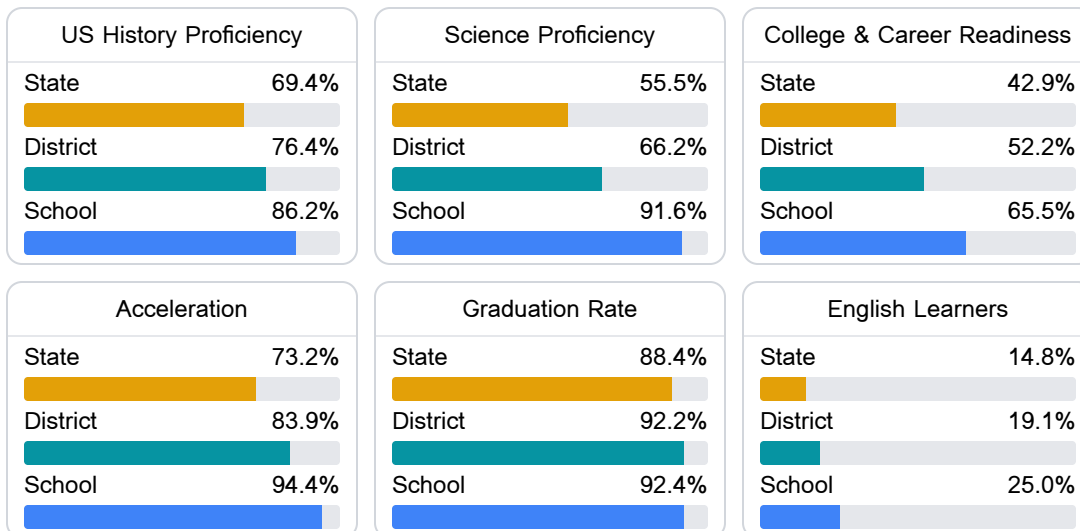 US History Proficiency
State 69.4%
District 76.4%
School 86.2%
Science Proficiency
State 55.5%
District 66.2%
School 91.6%
College & Career Readiness
State 42.9%
District 52.2%
School 65.5%
Acceleration
State 73.2%
District 83.9%
School 94.4%
Graduation Rate
State 88.4%
District 92.2%
School 92.4%
English Learners
State 14.8%
District 19.1%
School 25.0%